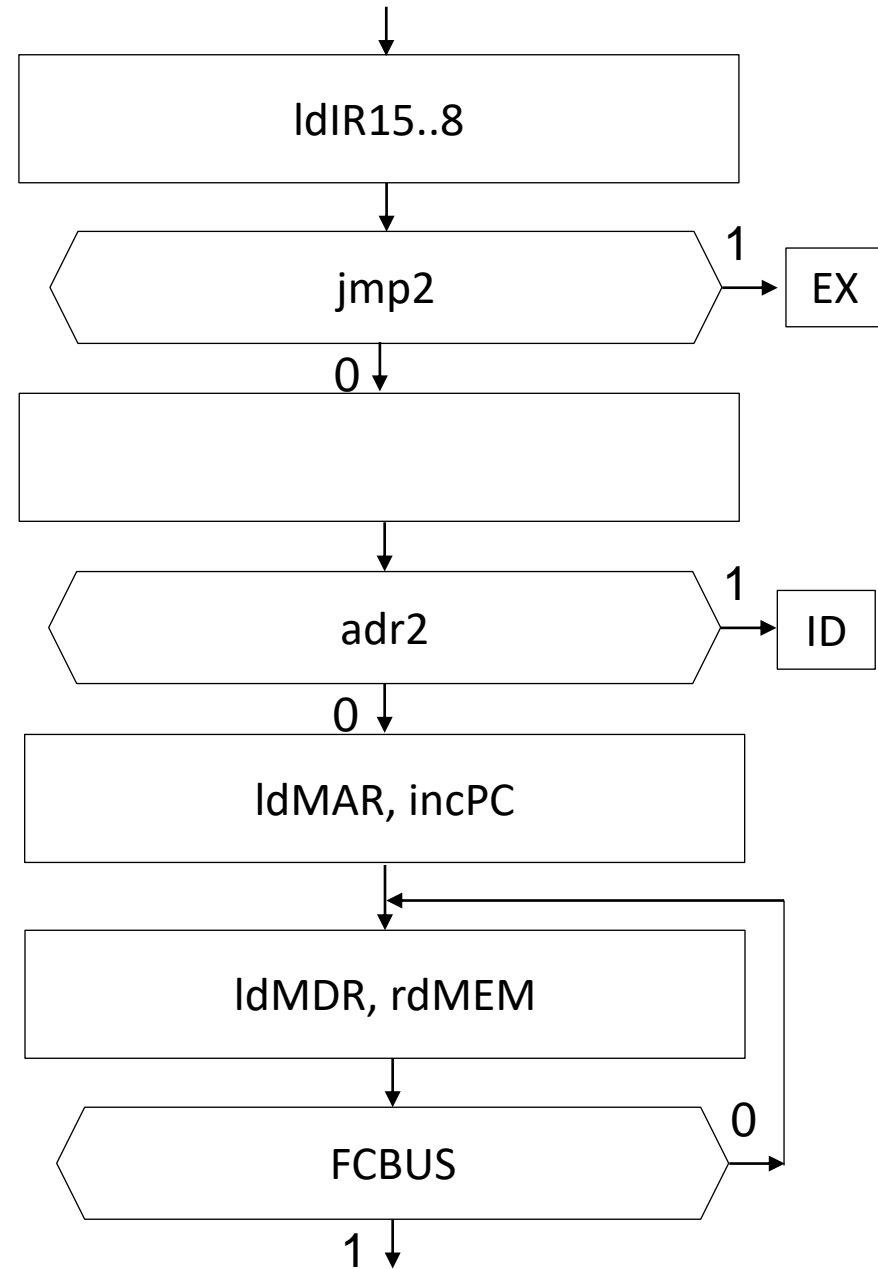 ldIR15..8
jmp2
1
EX
0
adr2
1
ID
0
ldMAR, incPC
ldMDR, rdMEM
FCBUS
0
1